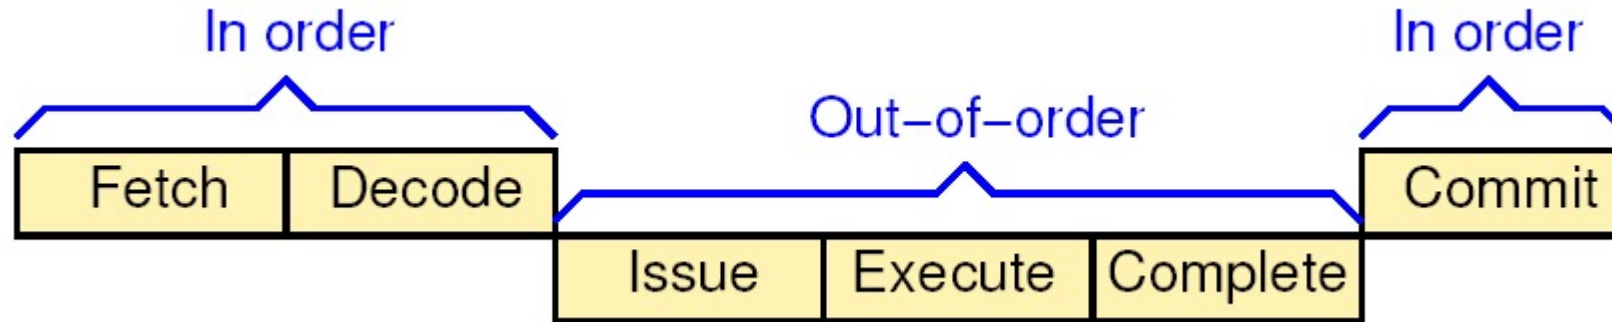 In order
In order
Out-of-order
Fetch Decode
Commit
Issue Execute Complete